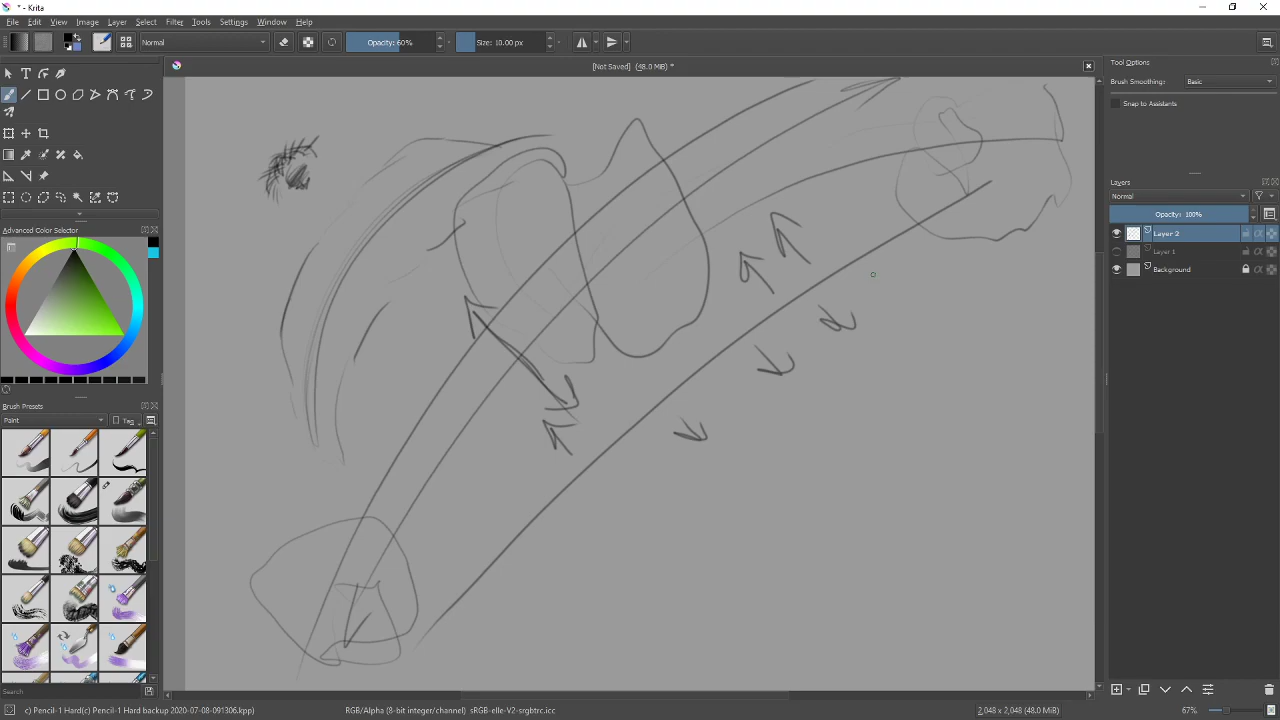 - Krita
File Edit View Image Layer Select Filter Tools Settings Window Help
Normal Opacity: 60% Size: 10.00 px
[Not Saved] (48.0 MiB) *
Tool Options
Brush Smoothing: Basic
Snap to Assistants
Layers
Normal
Opacity: 100%
Layer 2
Layer 1
Background
Advanced Color Selector
Brush Presets
Paint Tag
Search
c) Pencil-1 Hard(c) Pencil-1 Hard backup 2020-07-08-091306.kpp)
RGB/Alpha (8-bit integer/channel) sRGB-elle-V2-srgbtrc.icc
2,048 x 2,048 (48.0 MiB)
67%